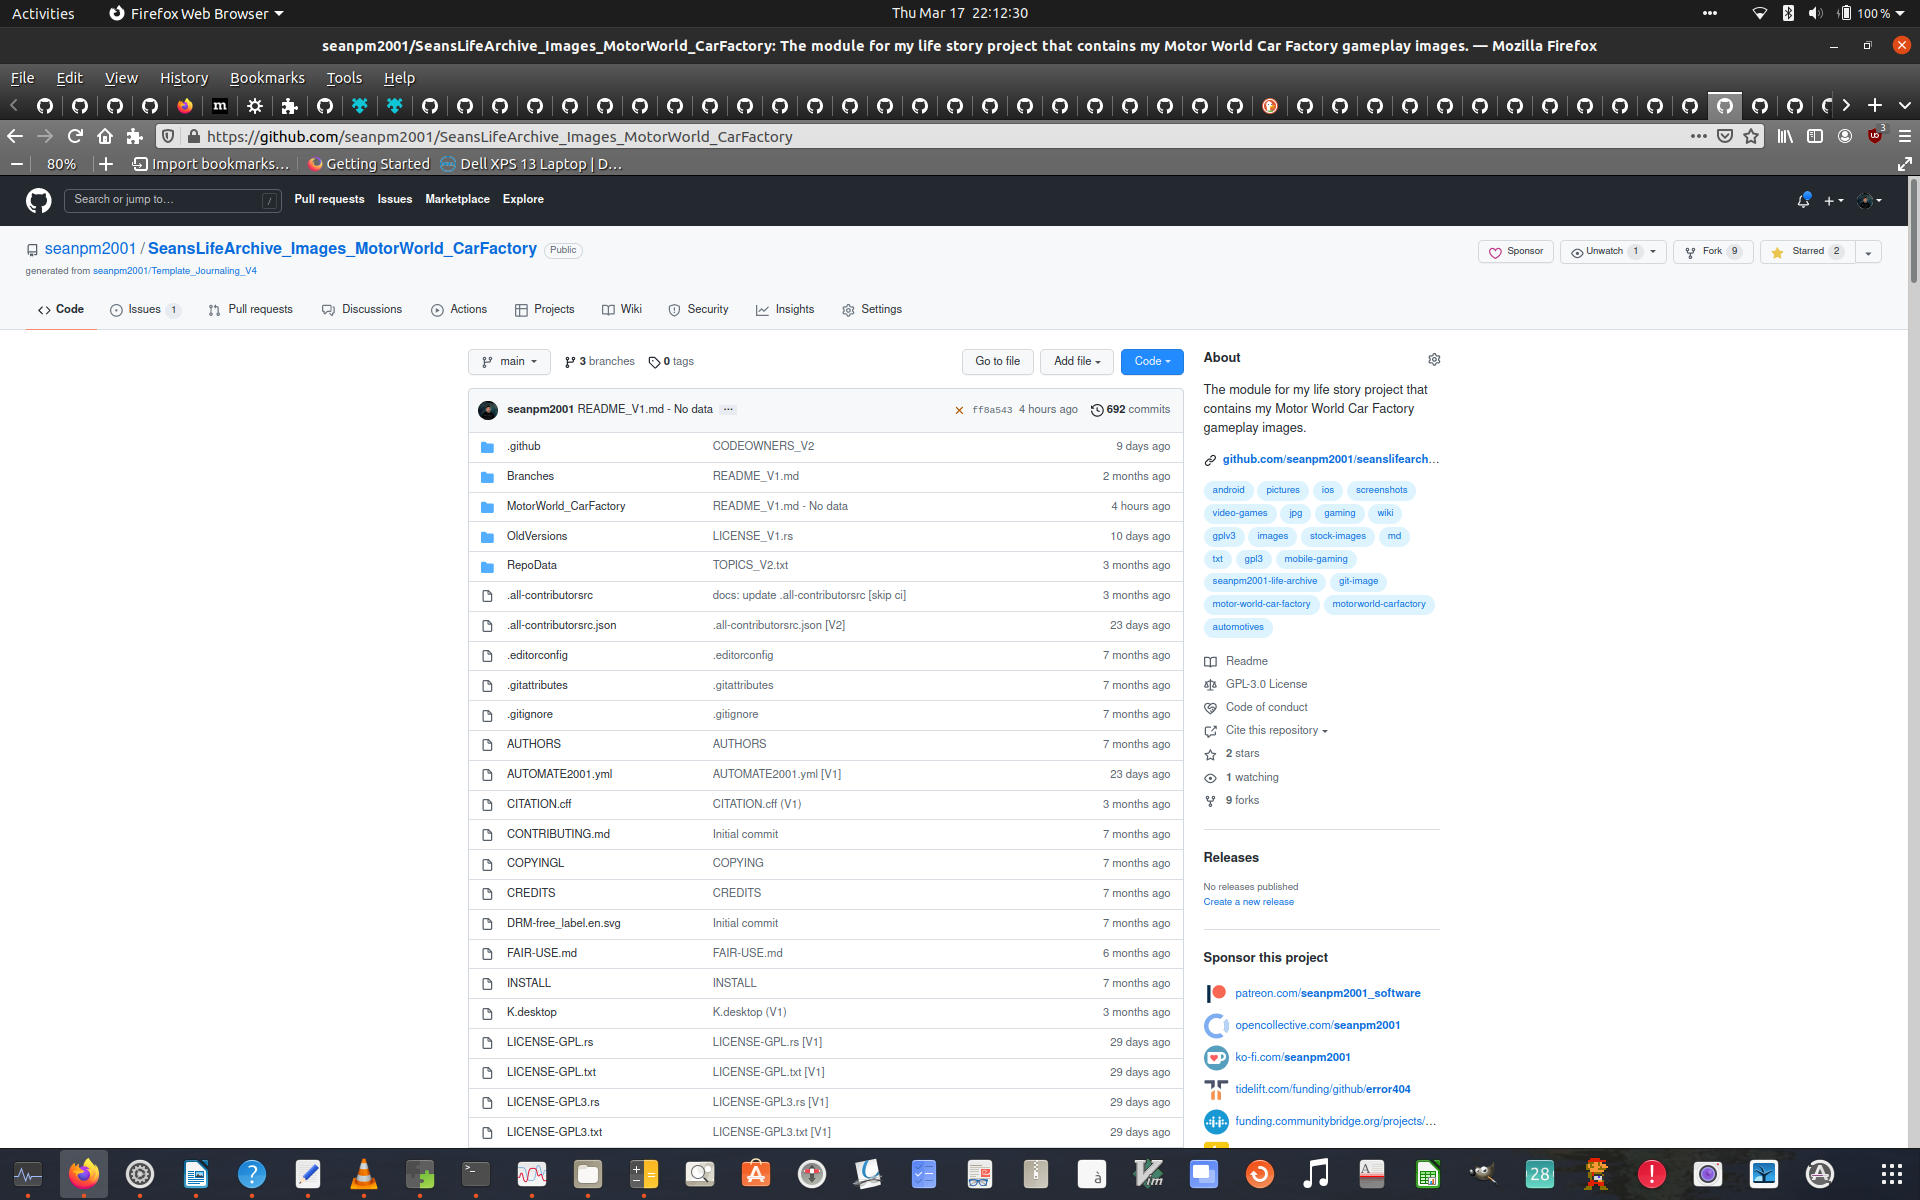 Activities
Firefox Web Browser
Thu Mar 17 22:12:30
100 %
seanpm2001/SeansLifeArchive_Images_MotorWorld_CarFactory: The module for my life story project that contains my Motor World Car Factory gameplay images. — Mozilla Firefox
File Edit View History Bookmarks Tools Help
https://github.com/seanpm2001/SeansLifeArchive_Images_MotorWorld_CarFactory
3
80%
Import bookmarks…
Getting Started
Dell XPS 13 Laptop | D…
Search or jump to…
/
Pull requests Issues Marketplace Explore
seanpm2001 / SeansLifeArchive_Images_MotorWorld_CarFactory Public
Sponsor
Unwatch 1
Fork 9
Starred 2
generated from seanpm2001/Template_Journaling_V4
Code
Issues 1
Pull requests
Discussions
Actions
Projects
Wiki
Security
Insights
Settings
main
3 branches
0 tags
Go to file
Add file
Code
seanpm2001 README_V1.md - No data ···
ff8a543 4 hours ago
692 commits
.github CODEOWNERS_V2 9 days ago
Branches README_V1.md 2 months ago
MotorWorld_CarFactory README_V1.md - No data 4 hours ago
OldVersions LICENSE_V1.rs 10 days ago
RepoData TOPICS_V2.txt 3 months ago
.all-contributorsrc docs: update .all-contributorsrc [skip ci] 3 months ago
.all-contributorsrc.json .all-contributorsrc.json [V2] 23 days ago
.editorconfig .editorconfig 7 months ago
.gitattributes .gitattributes 7 months ago
.gitignore .gitignore 7 months ago
AUTHORS AUTHORS 7 months ago
AUTOMATE2001.yml AUTOMATE2001.yml [V1] 23 days ago
CITATION.cff CITATION.cff (V1) 3 months ago
CONTRIBUTING.md Initial commit 7 months ago
COPYINGL COPYING 7 months ago
CREDITS CREDITS 7 months ago
DRM-free_label.en.svg Initial commit 7 months ago
FAIR-USE.md FAIR-USE.md 6 months ago
INSTALL INSTALL 7 months ago
K.desktop K.desktop (V1) 3 months ago
LICENSE-GPL.rs LICENSE-GPL.rs [V1] 29 days ago
LICENSE-GPL.txt LICENSE-GPL.txt [V1] 29 days ago
LICENSE-GPL3.rs LICENSE-GPL3.rs [V1] 29 days ago
LICENSE-GPL3.txt LICENSE-GPL3.txt [V1] 29 days ago
About
The module for my life story project that
contains my Motor World Car Factory
gameplay images.
github.com/seanpm2001/seanslifearch…
android pictures ios screenshots
video-games jpg gaming wiki
gplv3 images stock-images md
txt gpl3 mobile-gaming
seanpm2001-life-archive git-image
motor-world-car-factory motorworld-carfactory
automotives
Readme
GPL-3.0 License
Code of conduct
Cite this repository
2 stars
1 watching
9 forks
Releases
No releases published
Create a new release
Sponsor this project
patreon.com/seanpm2001_software
opencollective.com/seanpm2001
ko-fi.com/seanpm2001
tidelift.com/funding/github/error404
funding.communitybridge.org/projects/…
28